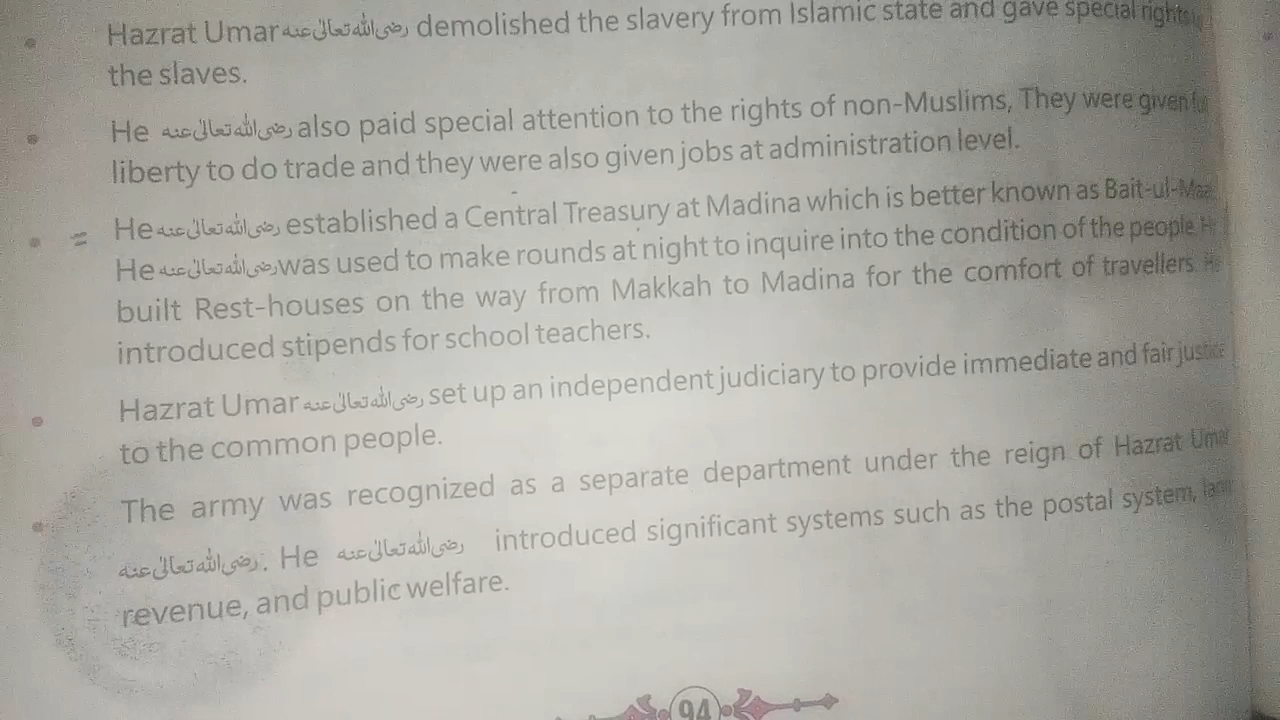 Hazrat Umar رضی اللہ تعالیٰ عنہ demolished the slavery from Islamic state and gave special rights
the slaves.
He رضی اللہ تعالیٰ عنہ also paid special attention to the rights of non-Muslims, They were given
liberty to do trade and they were also given jobs at administration level.
He رضی اللہ تعالیٰ عنہ established a Central Treasury at Madina which is better known as Bait-ul-Maa
He رضی اللہ تعالیٰ عنہ was used to make rounds at night to inquire into the condition of the people. H
built Rest-houses on the way from Makkah to Madina for the comfort of travellers. He
introduced stipends for school teachers.
Hazrat Umar رضی اللہ تعالیٰ عنہ set up an independent judiciary to provide immediate and fair justice
to the common people.
The army was recognized as a separate department under the reign of Hazrat Umar
رضی اللہ تعالیٰ عنہ. He رضی اللہ تعالیٰ عنہ introduced significant systems such as the postal system,
revenue, and public welfare.
94